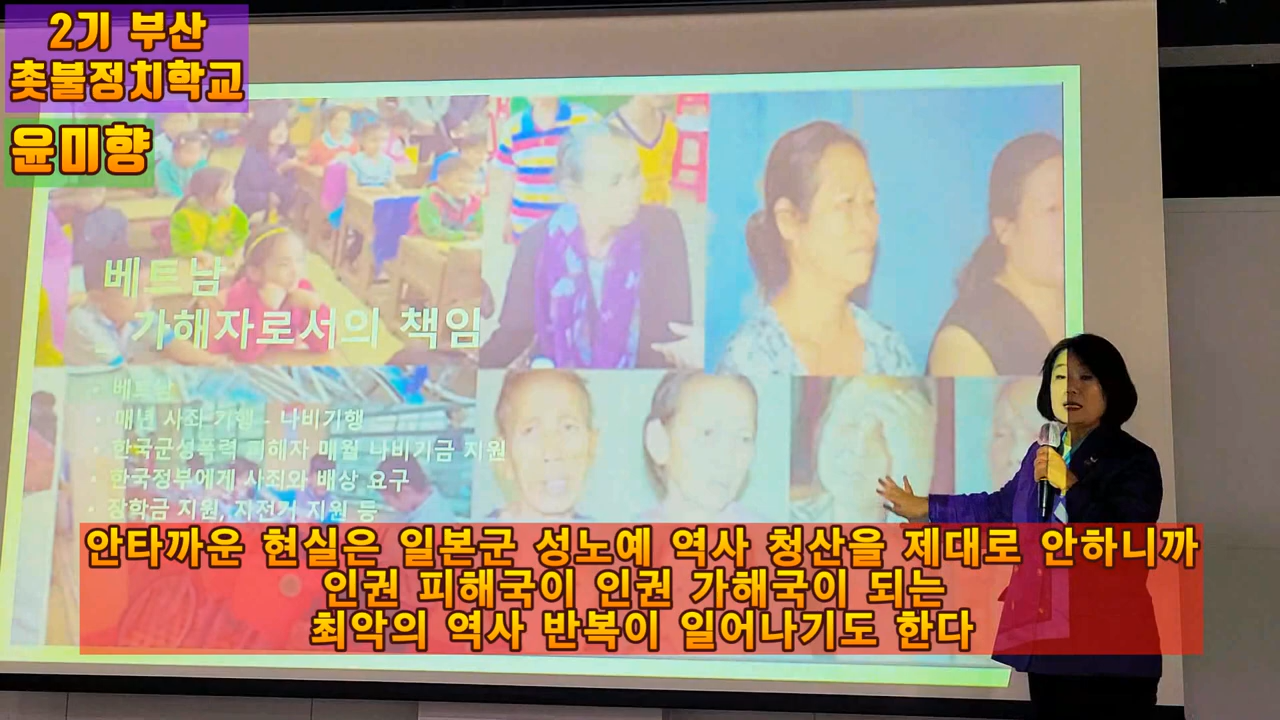 2기 부산
촛불정치학교
윤미향
베트남
가해자로서의 책임
• 베트남
• 매년 사죄 기행 - 나비기행
• 한국군성폭력 피해자 매월 나비기금 지원
• 한국정부에게 사죄와 배상 요구
• 장학금 지원, 자전거 지원 등
안타까운 현실은 일본군 성노예 역사 청산을 제대로 안하니까
인권 피해국이 인권 가해국이 되는
최악의 역사 반복이 일어나기도 한다